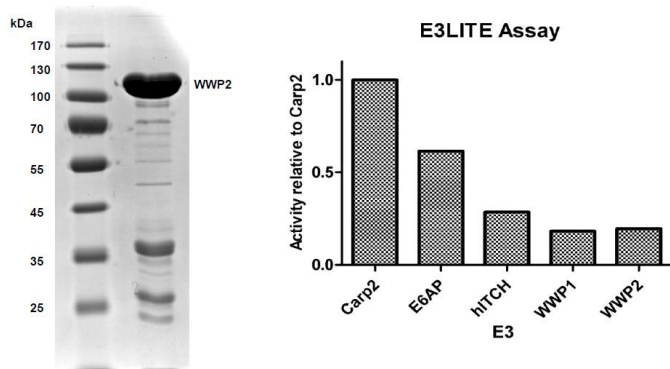 kDa
170
130
100
70
55
45
35
25
WWP2
E3LITE Assay
Activity relative to Carp2
1.0
0.5
0.0
Carp2
E6AP
hITCH
WWP1
WWP2
E3